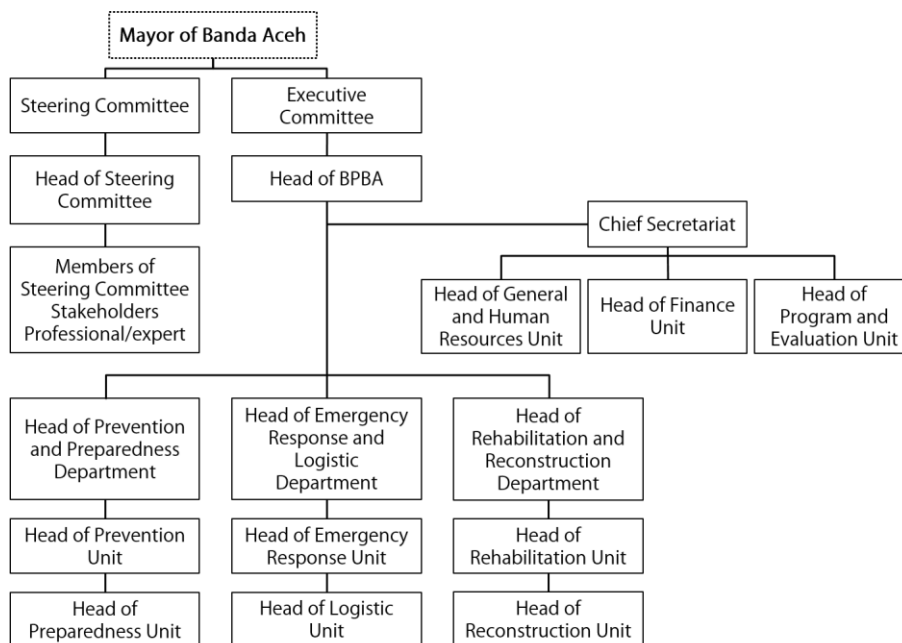 Mayor of Banda Aceh
Steering Committee
Executive
Committee
Head of Steering
Committee
Head of BPBA
Chief Secretariat
Members of
Steering Committee
Stakeholders
Professional/expert
Head of General
and Human
Resources Unit
Head of Finance
Unit
Head of
Program and
Evaluation Unit
Head of Prevention
and Preparedness
Department
Head of Emergency
Response and
Logistic
Department
Head of
Rehabilitation and
Reconstruction
Department
Head of Prevention
Unit
Head of Emergency
Response Unit
Head of
Rehabilitation Unit
Head of
Preparedness Unit
Head of Logistic
Unit
Head of
Reconstruction Unit